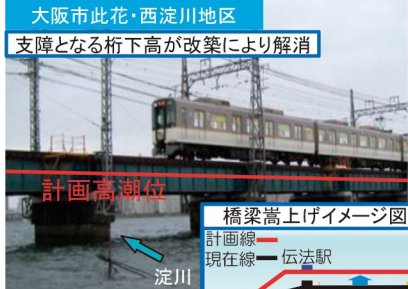 大阪市此花・西淀川地区
支障となる桁下高が改築により解消
計画高潮位
淀川
橋梁嵩上げイメージ図
計画線
現在線
伝法駅